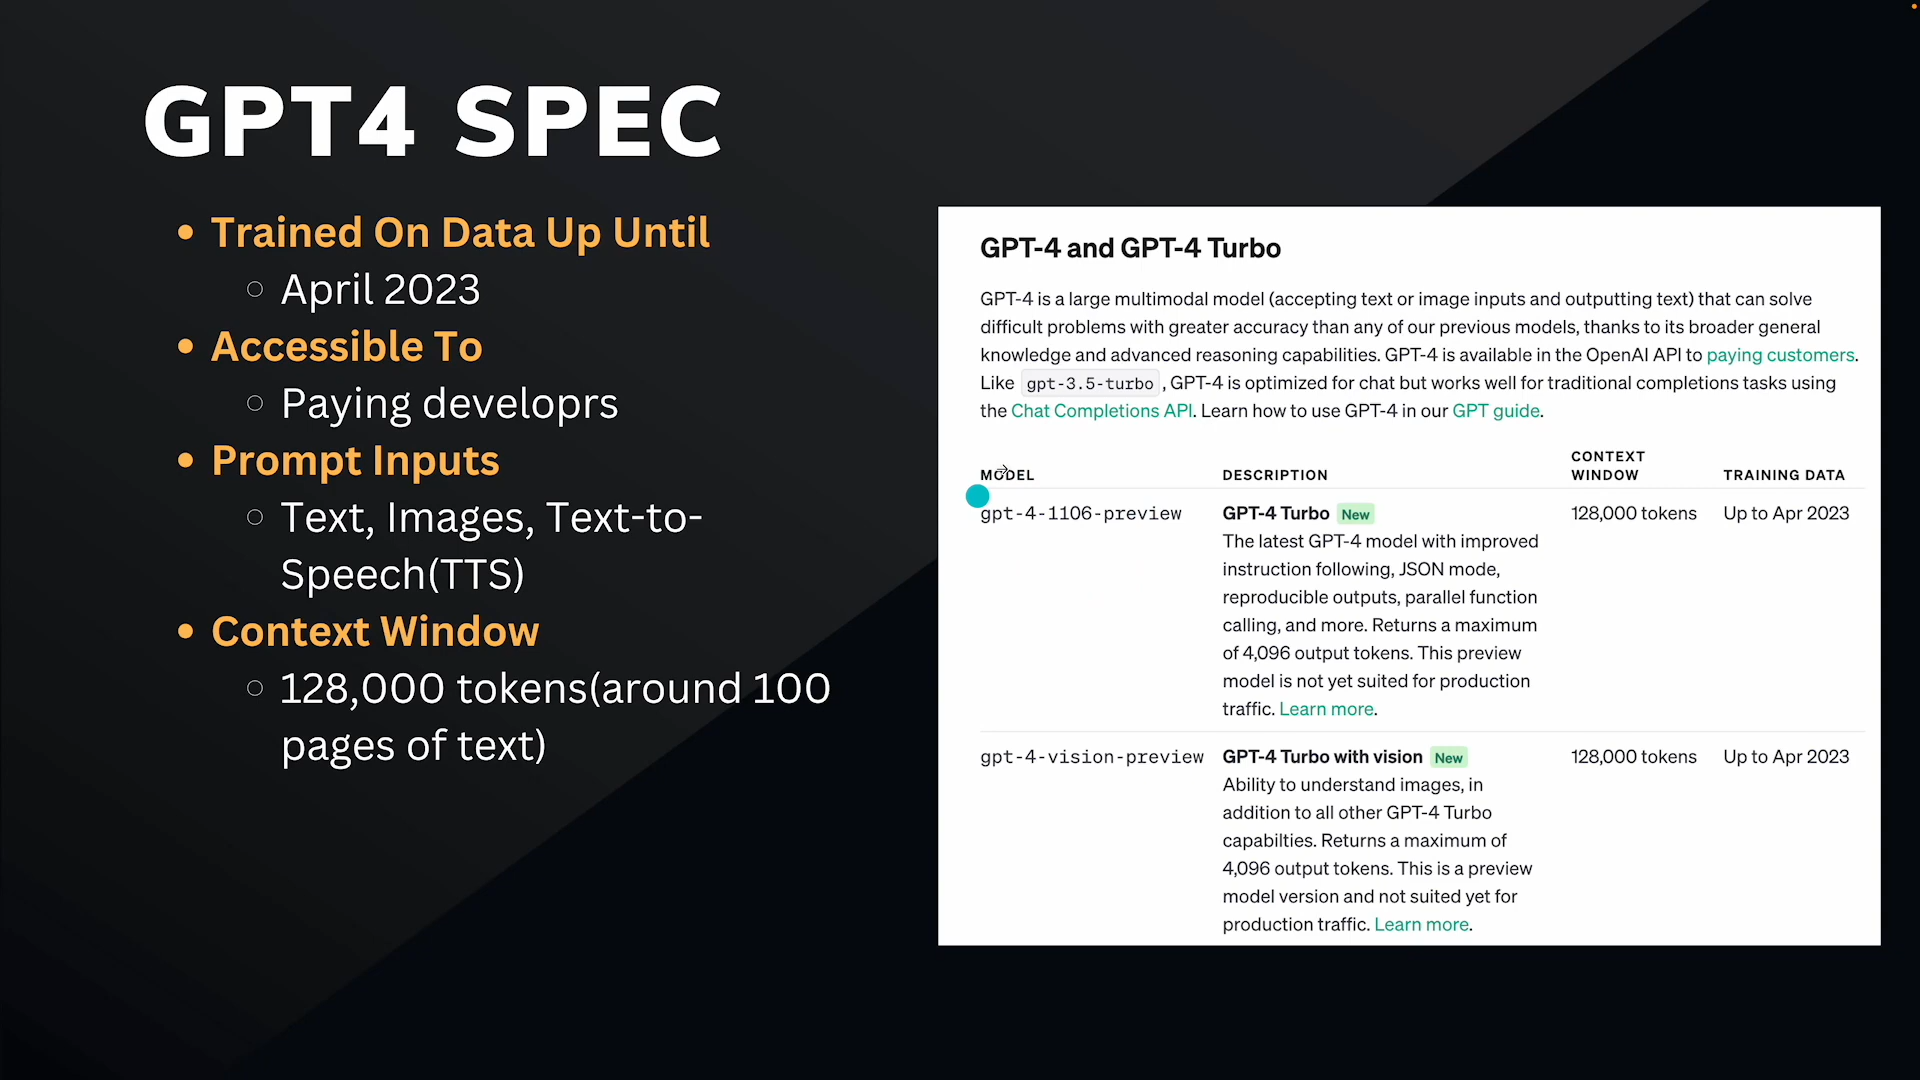 GPT4 SPEC
Trained On Data Up Until
April 2023
Accessible To
Paying developrs
Prompt Inputs
Text, Images, Text-to-
Speech(TTS)
Context Window
128,000 tokens(around 100
pages of text)
GPT-4 and GPT-4 Turbo
GPT-4 is a large multimodal model (accepting text or image inputs and outputting text) that can solve
difficult problems with greater accuracy than any of our previous models, thanks to its broader general
knowledge and advanced reasoning capabilities. GPT-4 is available in the OpenAI API to paying customers.
Like gpt-3.5-turbo, GPT-4 is optimized for chat but works well for traditional completions tasks using
the Chat Completions API. Learn how to use GPT-4 in our GPT guide.
MODEL DESCRIPTION CONTEXT WINDOW TRAINING DATA
gpt-4-1106-preview GPT-4 Turbo New 128,000 tokens Up to Apr 2023
The latest GPT-4 model with improved
instruction following, JSON mode,
reproducible outputs, parallel function
calling, and more. Returns a maximum
of 4,096 output tokens. This preview
model is not yet suited for production
traffic. Learn more.
gpt-4-vision-preview GPT-4 Turbo with vision New 128,000 tokens Up to Apr 2023
Ability to understand images, in
addition to all other GPT-4 Turbo
capabilties. Returns a maximum of
4,096 output tokens. This is a preview
model version and not suited yet for
production traffic. Learn more.